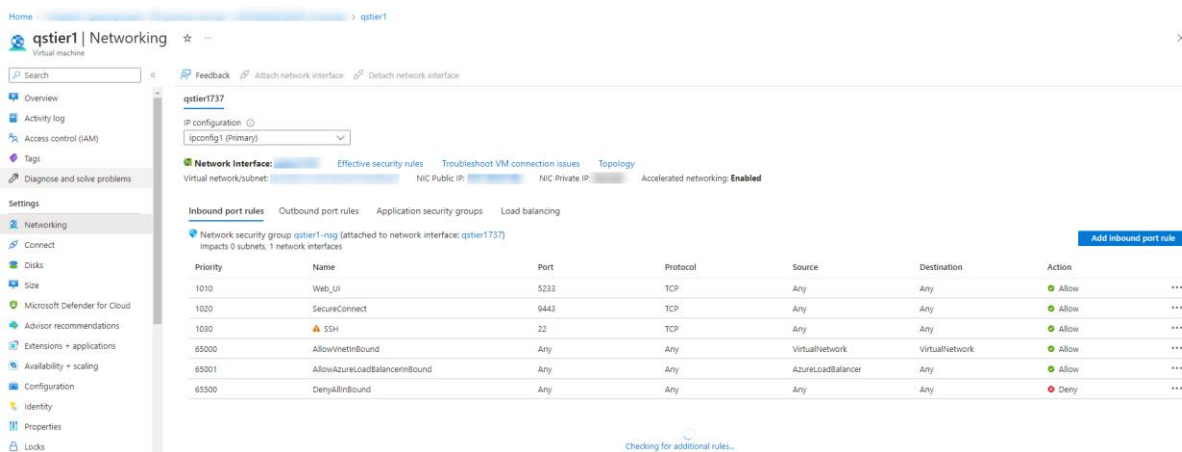 Home > qstier1
qstier1 | Networking
Virtual machine
Search
Feedback Attach network interface Detach network interface
Overview
Activity log
Access control (IAM)
Tags
Diagnose and solve problems
Settings
Networking
Connect
Disks
Size
Microsoft Defender for Cloud
Advisor recommendations
Extensions + applications
Availability + scaling
Configuration
Identity
Properties
Locks
qstier1737
IP configuration
ipconfig1 (Primary)
Network Interface: Effective security rules Troubleshoot VM connection issues Topology
Virtual network/subnet: NIC Public IP: NIC Private IP: Accelerated networking: Enabled
Inbound port rules Outbound port rules Application security groups Load balancing
Network security group qstier1-nsg (attached to network interface: qstier1737)
Impacts 0 subnets, 1 network interfaces
Add inbound port rule
Priority Name Port Protocol Source Destination Action
1010 Web_UI 5233 TCP Any Any Allow
1020 SecureConnect 9443 TCP Any Any Allow
1030 SSH 22 TCP Any Any Allow
65000 AllowVnetInBound Any Any VirtualNetwork VirtualNetwork Allow
65001 AllowAzureLoadBalancerInBound Any Any AzureLoadBalancer Any Allow
65500 DenyAllInBound Any Any Any Any Deny
Checking for additional rules...